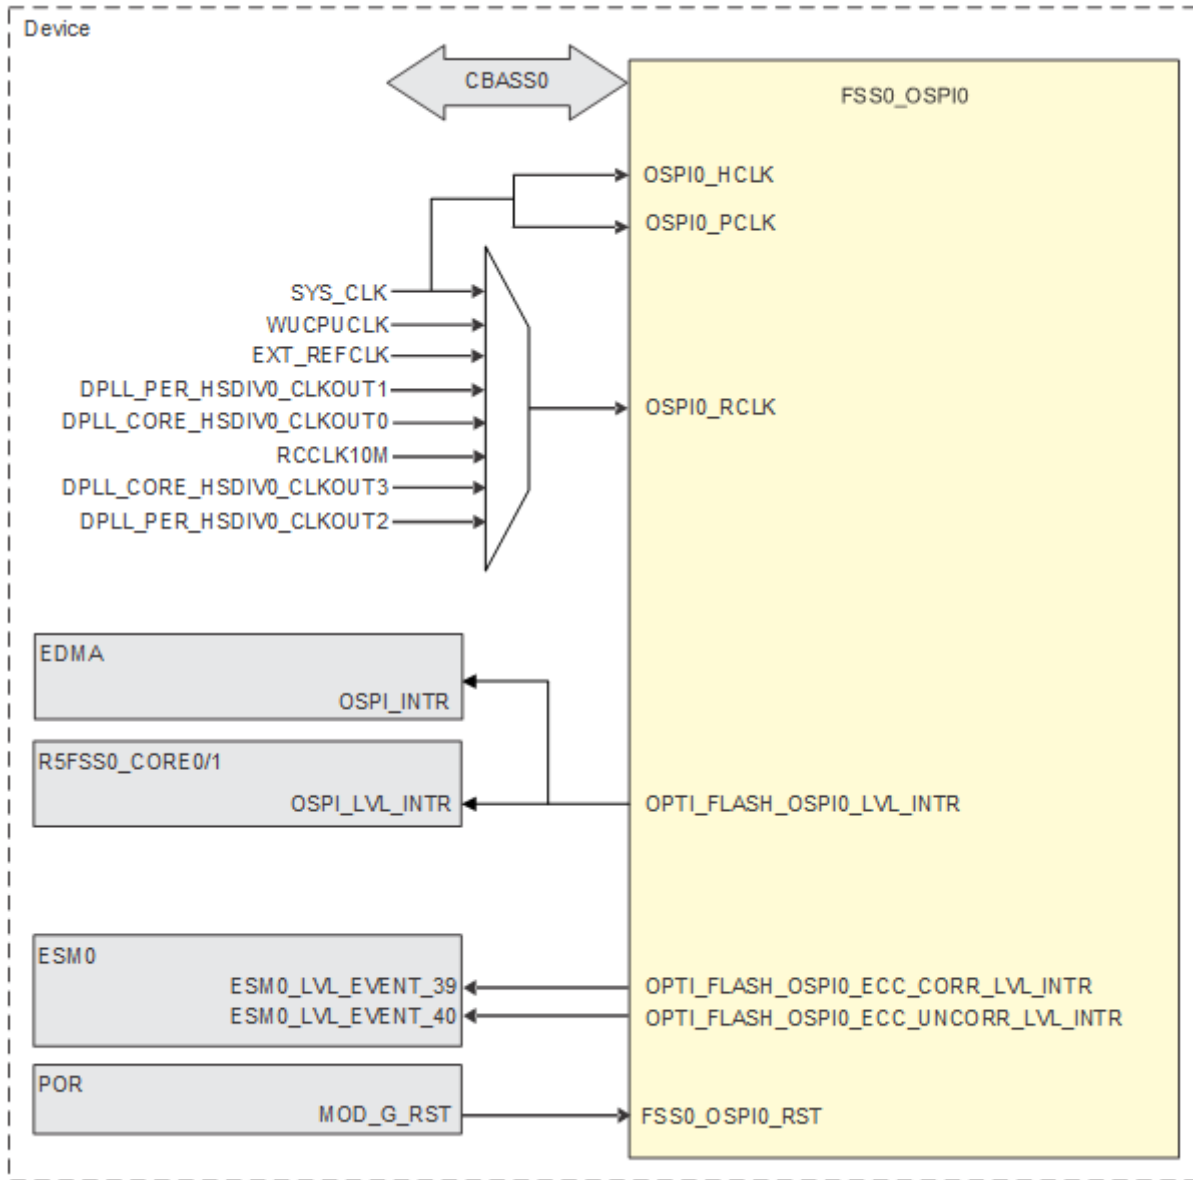 Device
CBASS0
FSS0_OSPI0
OSPI0_HCLK
OSPI0_PCLK
SYS_CLK
WUCPUCLK
EXT_REFCLK
DPLL_PER_HSDIV0_CLKOUT1
DPLL_CORE_HSDIV0_CLKOUT0
OSPI0_RCLK
RCCLK10M
DPLL_CORE_HSDIV0_CLKOUT3
DPLL_PER_HSDIV0_CLKOUT2
EDMA
OSPI_INTR
R5FSS0_CORE0/1
OSPI_LVL_INTR
OPTI_FLASH_OSPI0_LVL_INTR
ESM0
ESM0_LVL_EVENT_39
OPTI_FLASH_OSPI0_ECC_CORR_LVL_INTR
ESM0_LVL_EVENT_40
OPTI_FLASH_OSPI0_ECC_UNCORR_LVL_INTR
POR
MOD_G_RST
FSS0_OSPI0_RST